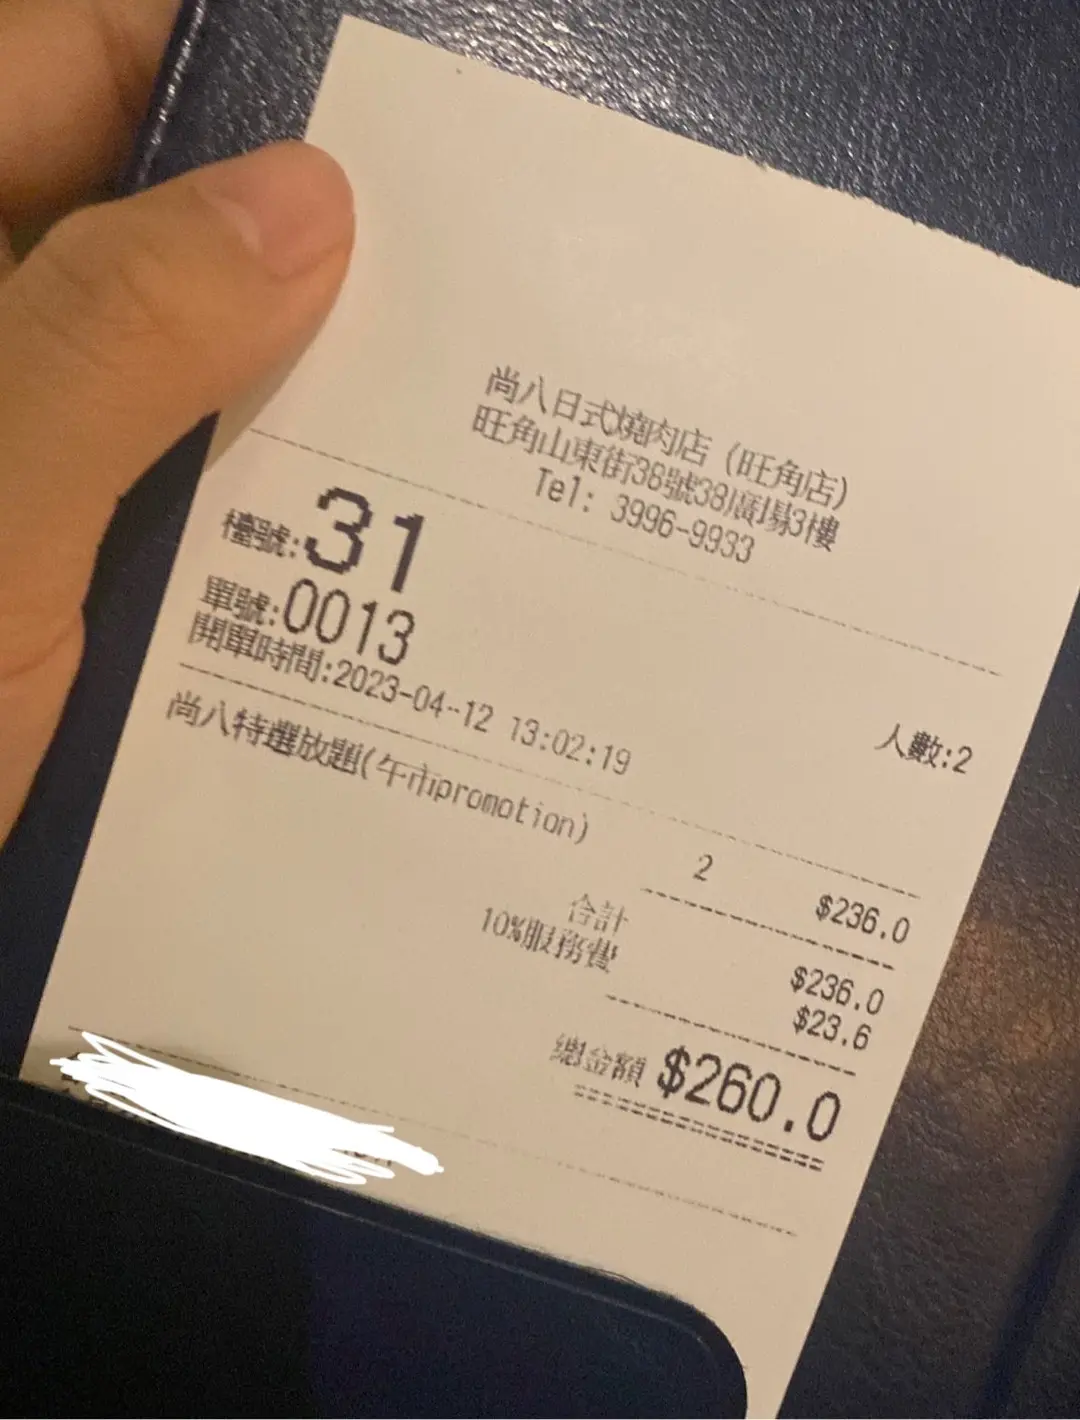 尚八日式燒肉店 (旺角店)
旺角山東街36號38廣場3樓
Tel: 3996-9933
檯號:31
單號:0013
開單時間:2023-04-12 13:02:19
人數:2
尚八特選放題(午市promotion)
2 $236.0
合計 $236.0
10%服務費 $23.6
總金額 $260.0